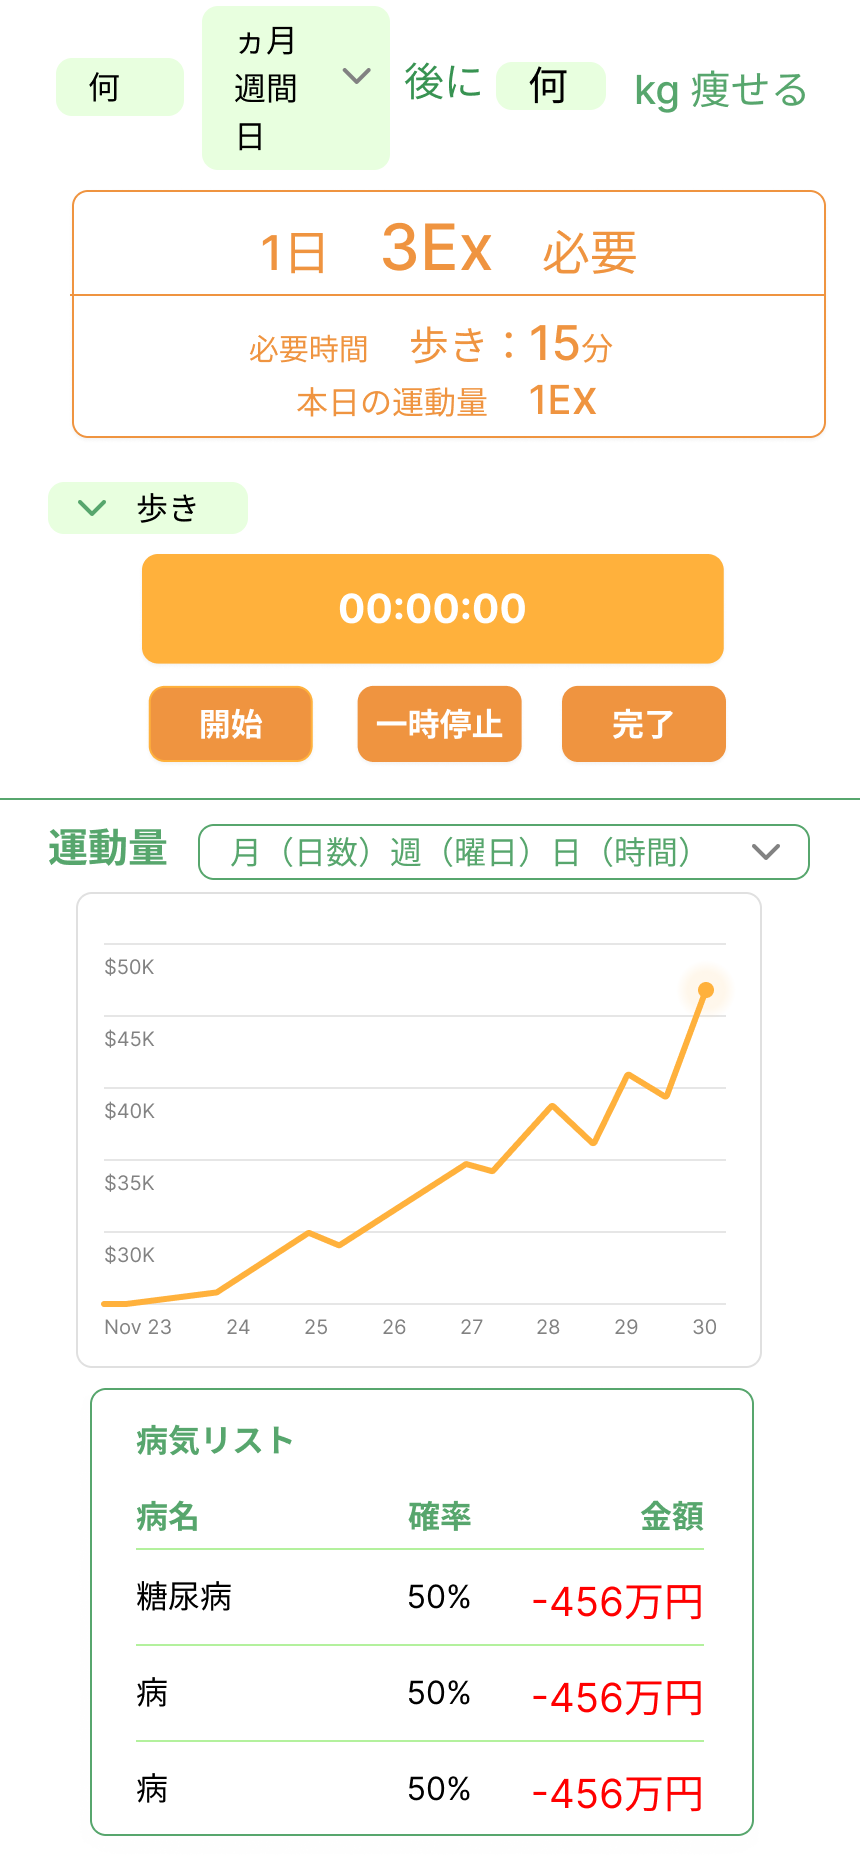 何
ヵ月
週間
日
後に
何
kg 痩せる
1日 3Ex 必要
必要時間 歩き：15分
本日の運動量 1EX
歩き
00:00:00
開始 一時停止 完了
運動量
月（日数）週（曜日）日（時間）
$50K
$45K
$40K
$35K
$30K
Nov 23 24 25 26 27 28 29 30
病気リスト
病名 確率 金額
糖尿病 50% -456万円
病 50% -456万円
病 50% -456万円